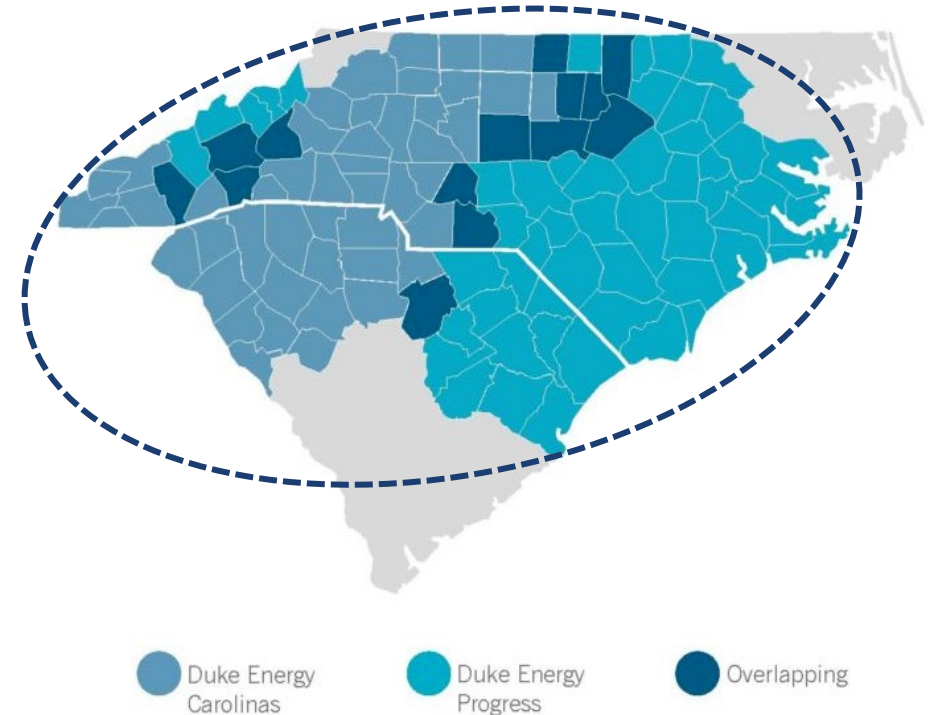 Duke Energy
Carolinas
Duke Energy
Progress
Overlapping